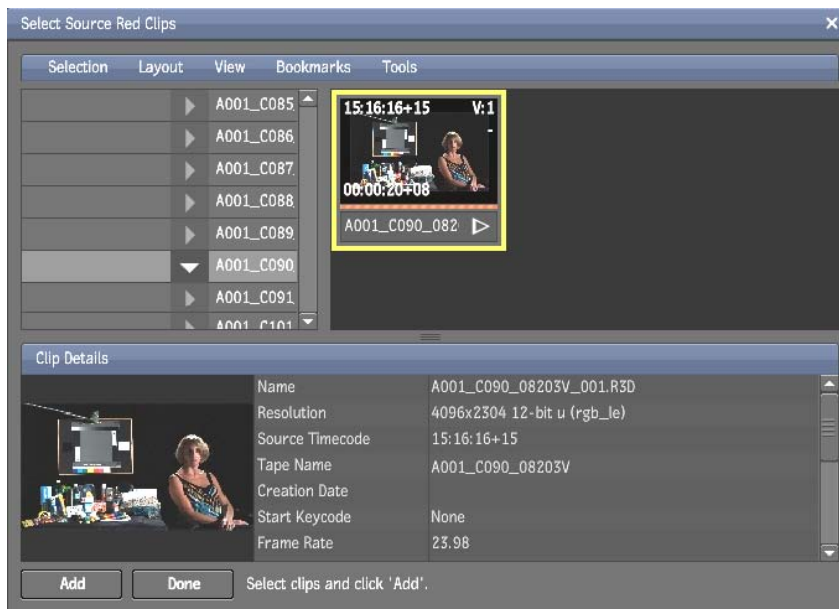 Select Source Red Clips
Selection Layout View Bookmarks Tools
A001_C085
A001_C086
A001_C087
A001_C088
A001_C089
A001_C090
A001_C091
A001_C101
15:16:16+15 V:1
00:00:20+08
A001_C090_082
Clip Details
Name A001_C090_08203V_001.R3D
Resolution 4096x2304 12-bit u (rgb_le)
Source Timecode 15:16:16+15
Tape Name A001_C090_08203V
Creation Date
Start Keycode None
Frame Rate 23.98
Add Done Select clips and click 'Add'.